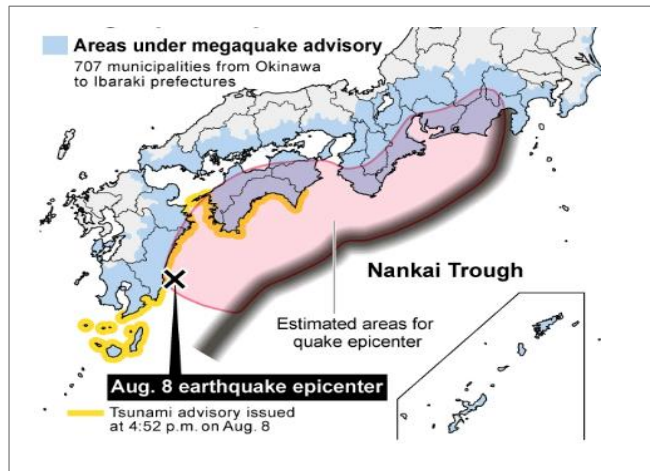 Areas under megaquake advisory
707 municipalities from Okinawa
to Ibaraki prefectures
Nankai Trough
Estimated areas for
quake epicenter
Aug. 8 earthquake epicenter
Tsunami advisory issued
at 4:52 p.m. on Aug. 8